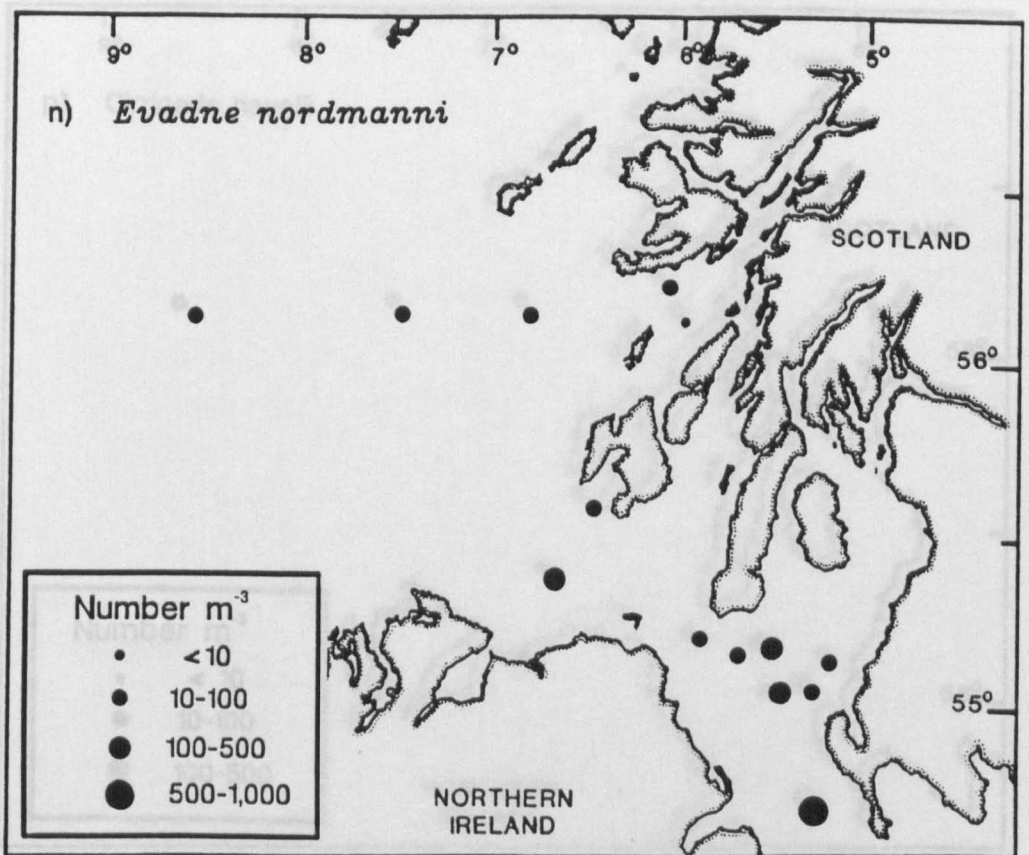 9° 7° 6° 5°
n) Evadne nordmanni
SCOTLAND
56°
55°
Number m⁻³
<10
10-100
100-500
500-1,000
NORTHERN
IRELAND